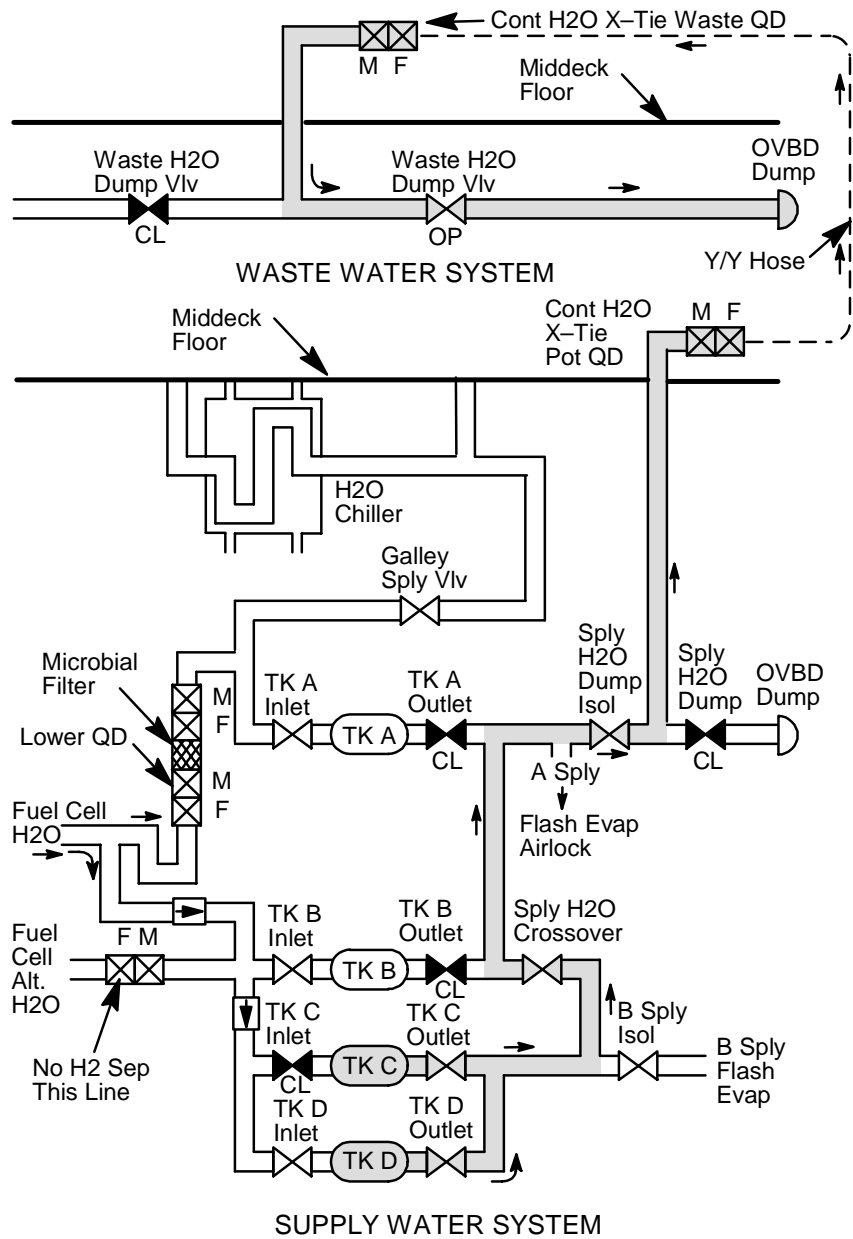 Cont H2O X–Tie Waste QD
M F
Middeck
Floor
Waste H2O
Dump Vlv
CL
Waste H2O
Dump Vlv
OP
OVBD
Dump
WASTE WATER SYSTEM
Y/Y Hose
Middeck
Floor
Cont H2O
X–Tie
Pot QD
M F
H2O
Chiller
Galley
Sply Vlv
Microbial
Filter
M
F
Lower QD
M
F
TK A
Inlet
TK A
TK A
Outlet
CL
Sply
H2O
Dump
Isol
Sply
H2O
Dump
CL
OVBD
Dump
A Sply
Flash Evap
Airlock
Fuel Cell
H2O
TK B
Inlet
TK B
TK B
Outlet
CL
Sply H2O
Crossover
Fuel
Cell
Alt.
H2O
F M
No H2 Sep
This Line
TK C
Inlet
CL
TK C
TK C
Outlet
B Sply
Isol
B Sply
Flash
Evap
TK D
Inlet
TK D
TK D
Outlet
SUPPLY WATER SYSTEM